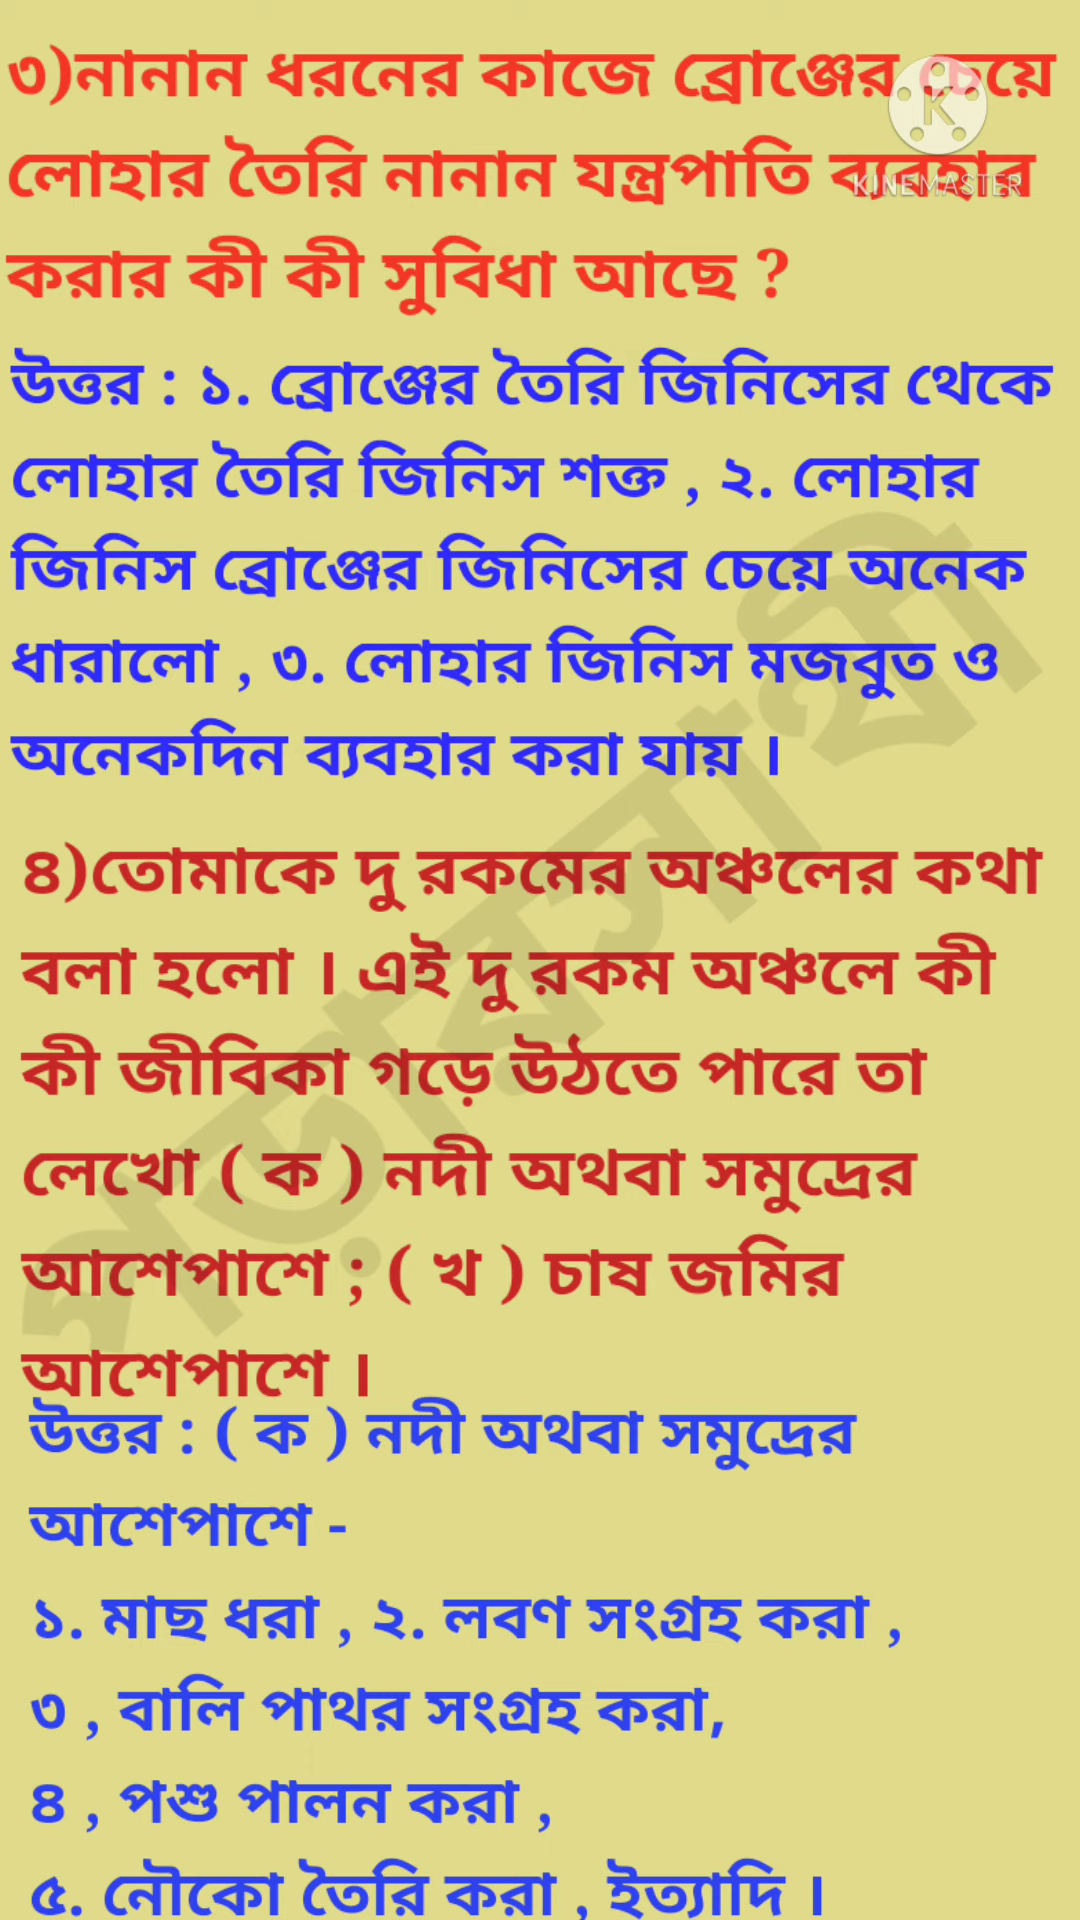 ৩)নানান ধরনের কাজে ব্রোঞ্জের চেয়ে
লোহার তৈরি নানান যন্ত্রপাতি ব্যবহার
করার কী কী সুবিধা আছে ?
K
KINEMASTER
উত্তর : ১. ব্রোঞ্জের তৈরি জিনিসের থেকে
লোহার তৈরি জিনিস শক্ত , ২. লোহার
জিনিস ব্রোঞ্জের জিনিসের চেয়ে অনেক
ধারালো , ৩. লোহার জিনিস মজবুত ও
অনেকদিন ব্যবহার করা যায় ।
৪)তোমাকে দু রকমের অঞ্চলের কথা
বলা হলো । এই দু রকম অঞ্চলে কী
কী জীবিকা গড়ে উঠতে পারে তা
লেখো ( ক ) নদী অথবা সমুদ্রের
আশেপাশে ; ( খ ) চাষ জমির
আশেপাশে ।
উত্তর : ( ক ) নদী অথবা সমুদ্রের
আশেপাশে -
১. মাছ ধরা , ২. লবণ সংগ্রহ করা ,
৩ , বালি পাথর সংগ্রহ করা,
৪ , পশু পালন করা ,
৫. নৌকো তৈরি করা , ইত্যাদি ।
পড়ারসাথী